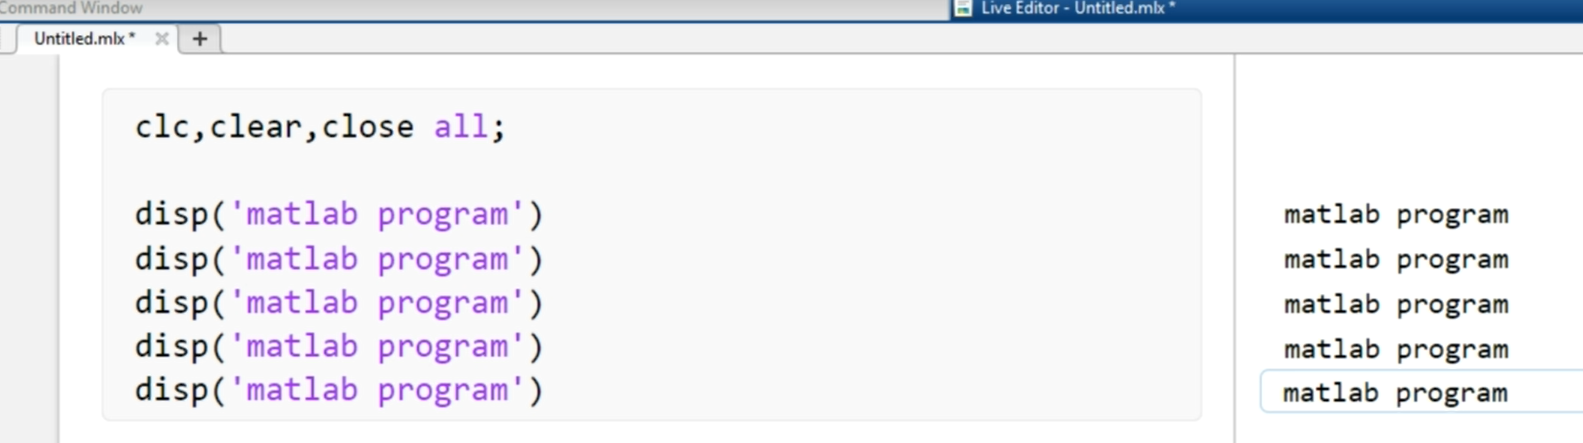 Command Window
Live Editor - Untitled.mlx *
Untitled.mlx * × +
clc,clear,close all;
disp('matlab program')
disp('matlab program')
disp('matlab program')
disp('matlab program')
disp('matlab program')
matlab program
matlab program
matlab program
matlab program
matlab program